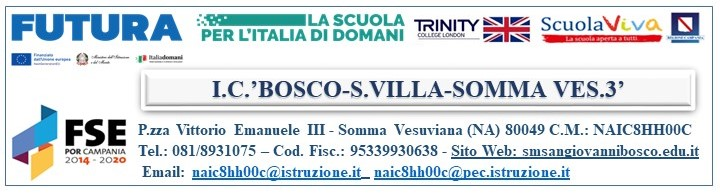 FUTURA
LA SCUOLA
PER L'ITALIA DI DOMANI
TRINITY
COLLEGE LONDON
ScuolaViva
La scuola aperta a tutti.
REGIONE CAMPANIA
Finanziato
dall'Unione europea
Italiadomani
I.C.'BOSCO-S.VILLA-SOMMA VES.3'
FSE
POR CAMPANIA
2014 - 2020
P.zza Vittorio Emanuele III - Somma Vesuviana (NA) 80049 C.M.: NAIC8HH00C
Tel.: 081/8931075 – Cod. Fisc.: 95339930638 - Sito Web: smsangiovannibosco.edu.it
Email: naic8hh00c@istruzione.it_ naic8hh00c@pec.istruzione.it